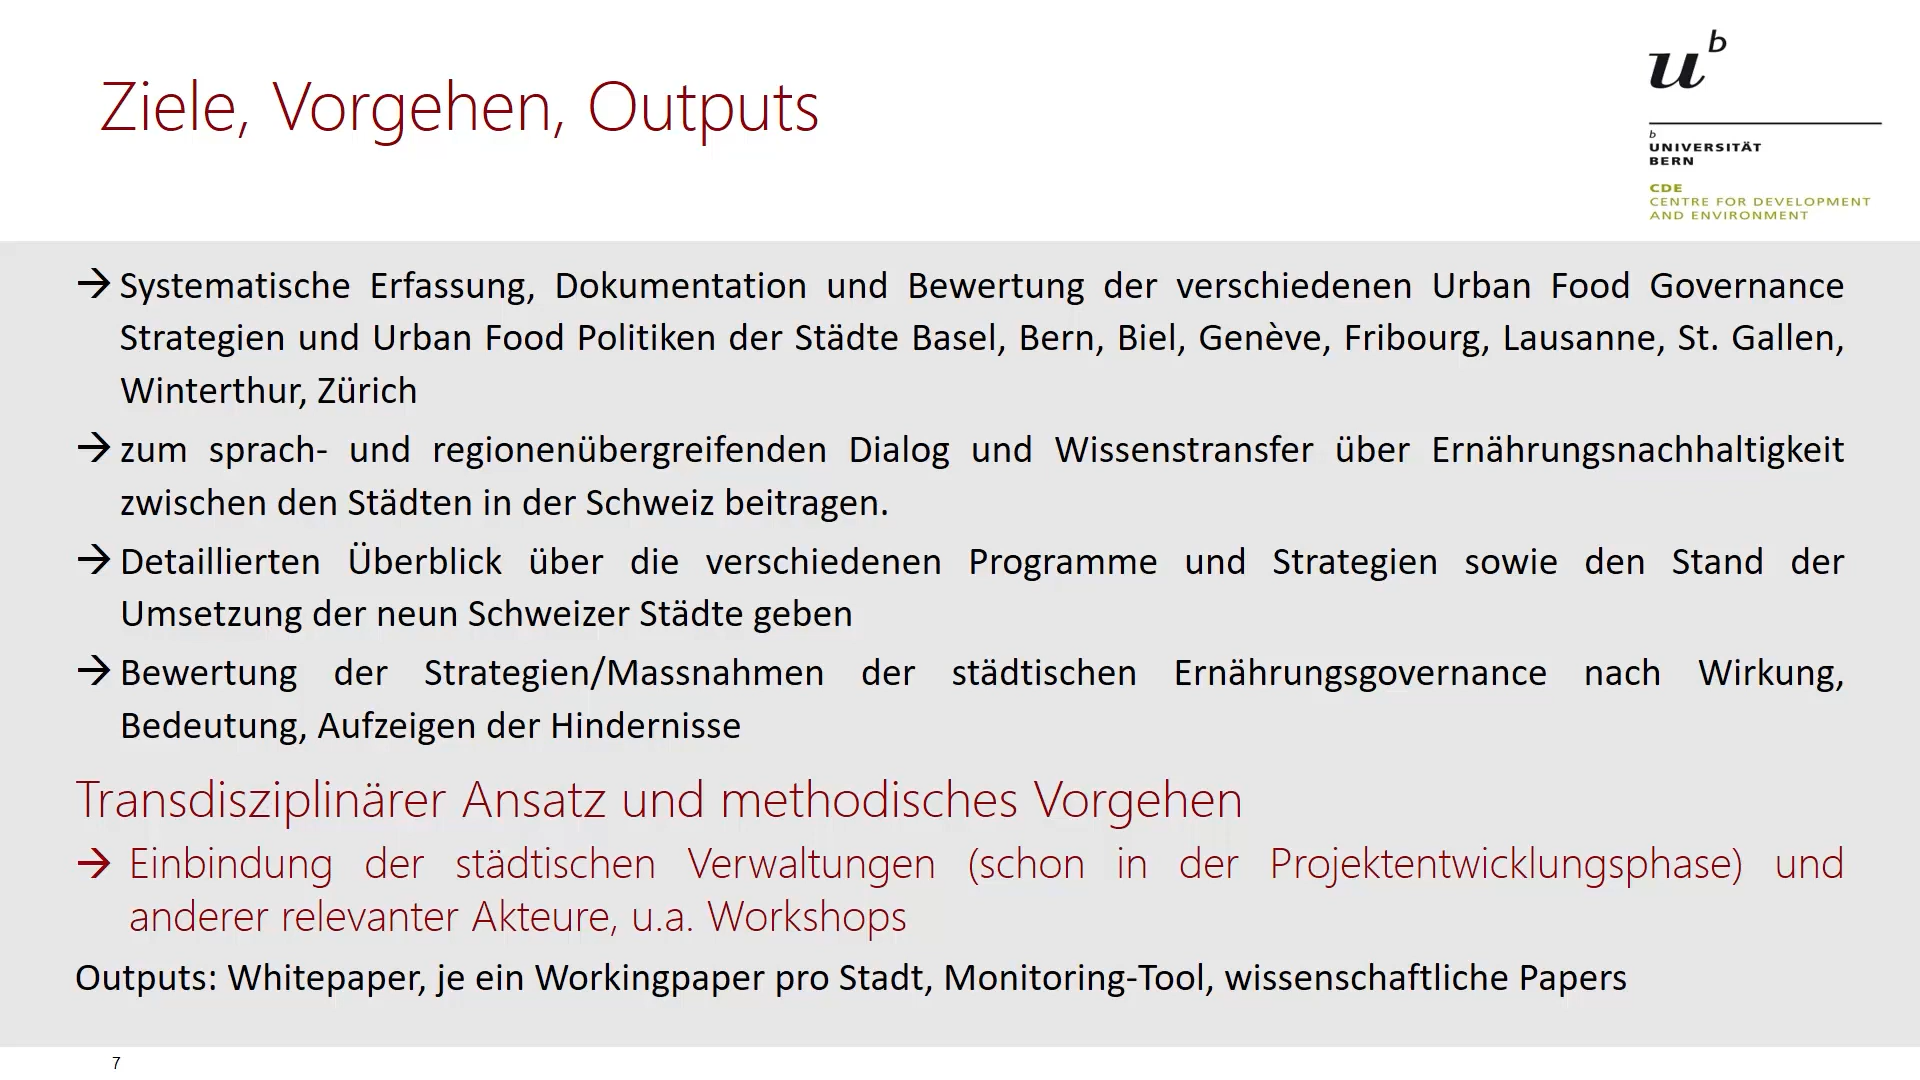 Ziele, Vorgehen, Outputs
u b
b
UNIVERSITÄT
BERN
CDE
CENTRE FOR DEVELOPMENT
AND ENVIRONMENT
→ Systematische Erfassung, Dokumentation und Bewertung der verschiedenen Urban Food Governance
Strategien und Urban Food Politiken der Städte Basel, Bern, Biel, Genève, Fribourg, Lausanne, St. Gallen,
Winterthur, Zürich
→ zum sprach- und regionenübergreifenden Dialog und Wissenstransfer über Ernährungsnachhaltigkeit
zwischen den Städten in der Schweiz beitragen.
→ Detaillierten Überblick über die verschiedenen Programme und Strategien sowie den Stand der
Umsetzung der neun Schweizer Städte geben
→ Bewertung der Strategien/Massnahmen der städtischen Ernährungsgovernance nach Wirkung,
Bedeutung, Aufzeigen der Hindernisse
Transdisziplinärer Ansatz und methodisches Vorgehen
→ Einbindung der städtischen Verwaltungen (schon in der Projektentwicklungsphase) und
anderer relevanter Akteure, u.a. Workshops
Outputs: Whitepaper, je ein Workingpaper pro Stadt, Monitoring-Tool, wissenschaftliche Papers
7